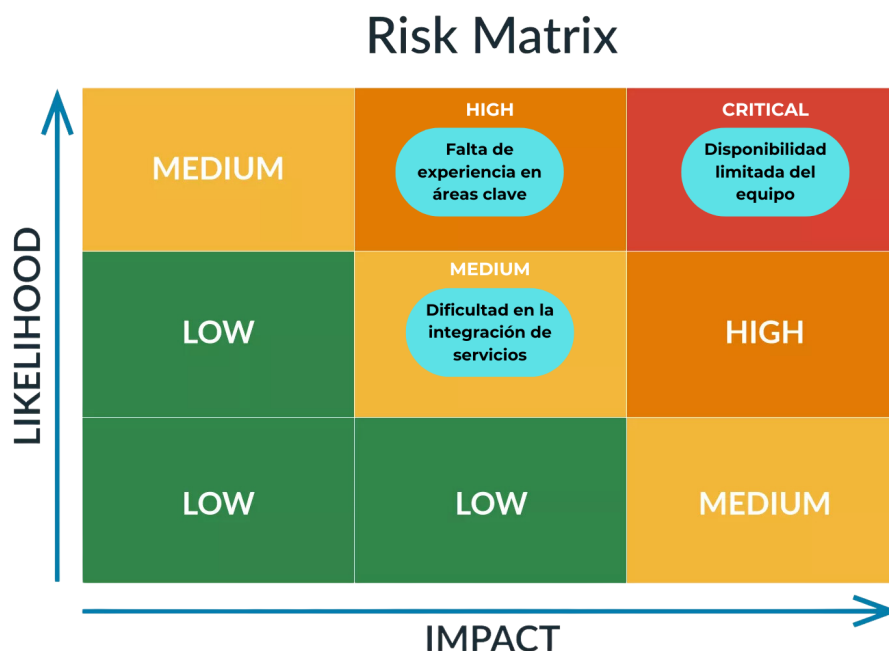 Risk Matrix
LIKELIHOOD
MEDIUM
HIGH
Falta de
experiencia en
áreas clave
CRITICAL
Disponibilidad
limitada del
equipo
LOW
MEDIUM
Dificultad en la
integración de
servicios
HIGH
LOW
LOW
MEDIUM
IMPACT